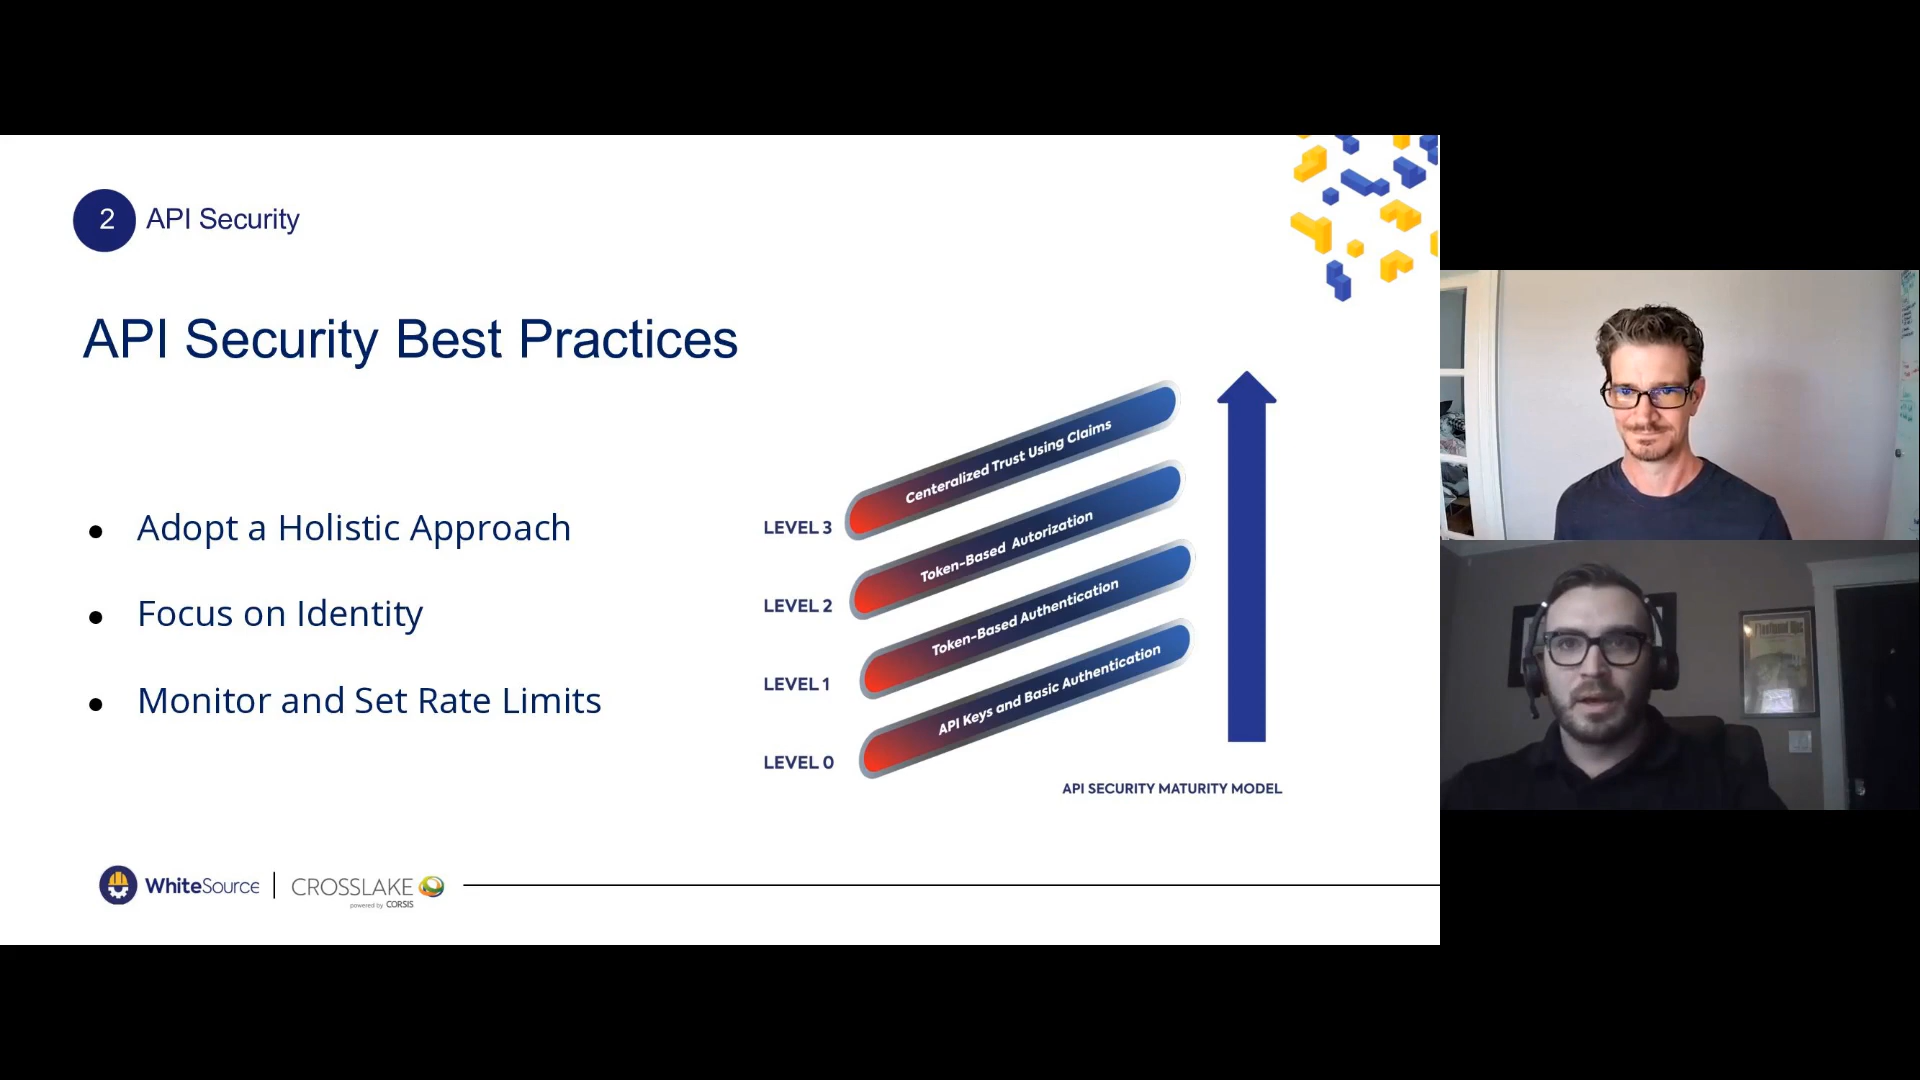 2
API Security
API Security Best Practices
Adopt a Holistic Approach
Focus on Identity
Monitor and Set Rate Limits
Centeralized Trust Using Claims
LEVEL 3
Token-Based Autorization
LEVEL 2
Token-Based Authentication
LEVEL 1
API Keys and Basic Authentication
LEVEL 0
API SECURITY MATURITY MODEL
WhiteSource
CROSSLAKE
powered by CORSIS